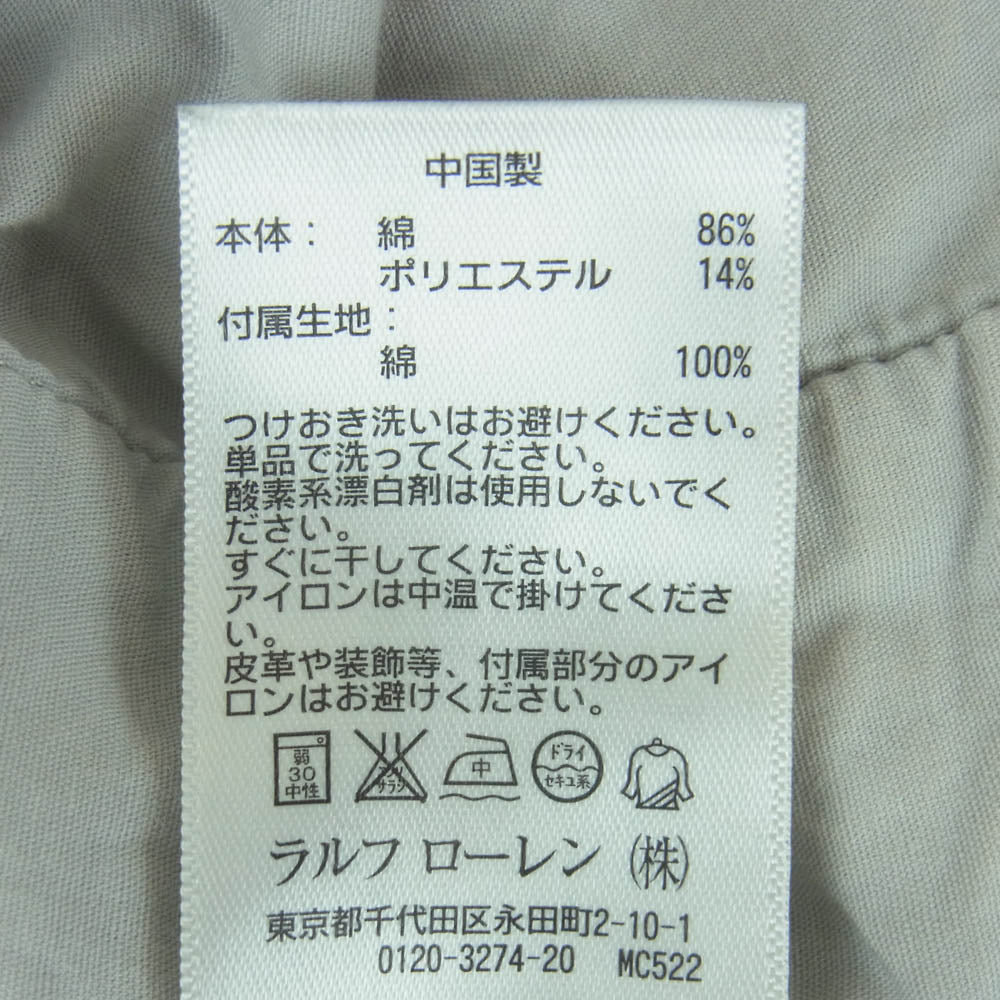 中国製
本体： 綿 86%
ポリエステル 14%
付属生地：
綿 100%
つけおき洗いはお避けください。
単品で洗ってください。
酸素系漂白剤は使用しないでく
ださい。
すぐに干してください。
アイロンは中温で掛けてくださ
い。
皮革や装飾等、付属部分のアイ
ロンはお避けください。
弱
30
中性
エンソ
サラシ
中
ドライ
セキユ系
ラルフ ローレン ㈱
東京都千代田区永田町2-10-1
0120-3274-20 MC522